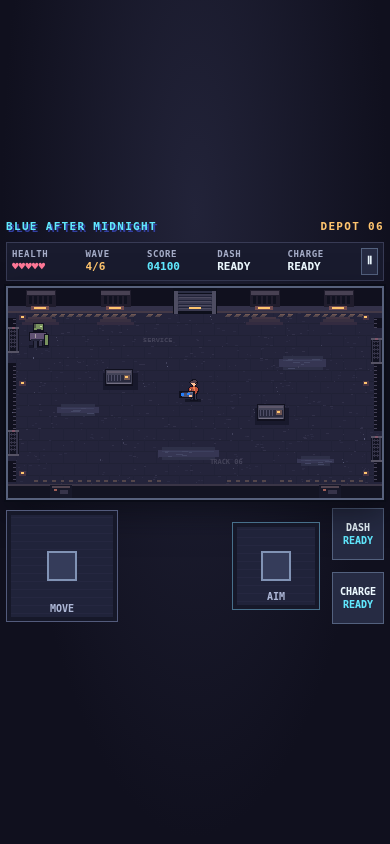 BLUE AFTER MIDNIGHT
DEPOT 06
HEALTH WAVE SCORE DASH CHARGE
♥♥♥♥♥ 4/6 04100 READY READY
SERVICE
TRACK 06
MOVE
AIM
DASH
READY
CHARGE
READY